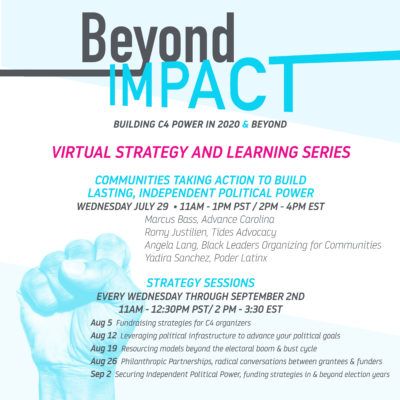 Beyond
IMPACT
BUILDING C4 POWER IN 2020 & BEYOND
VIRTUAL STRATEGY AND LEARNING SERIES
COMMUNITIES TAKING ACTION TO BUILD
LASTING, INDEPENDENT POLITICAL POWER
WEDNESDAY JULY 29 • 11AM - 1PM PST / 2PM - 4PM EST
Marcus Bass, Advance Carolina
Romy Justilien, Tides Advocacy
Angela Lang, Black Leaders Organizing for Communities
Yadira Sanchez, Poder Latinx
STRATEGY SESSIONS
EVERY WEDNESDAY THROUGH SEPTEMBER 2ND
11AM - 12:30PM PST/ 2 PM - 3:30 EST
Aug 5 Fundraising strategies for C4 organizers
Aug 12 Leveraging political infrastructure to advance your political goals
Aug 19 Resourcing models beyond the electoral boom & bust cycle
Aug 26 Philanthropic Partnerships, radical conversations between grantees & funders
Sep 2 Securing Independent Political Power, funding strategies in & beyond election years